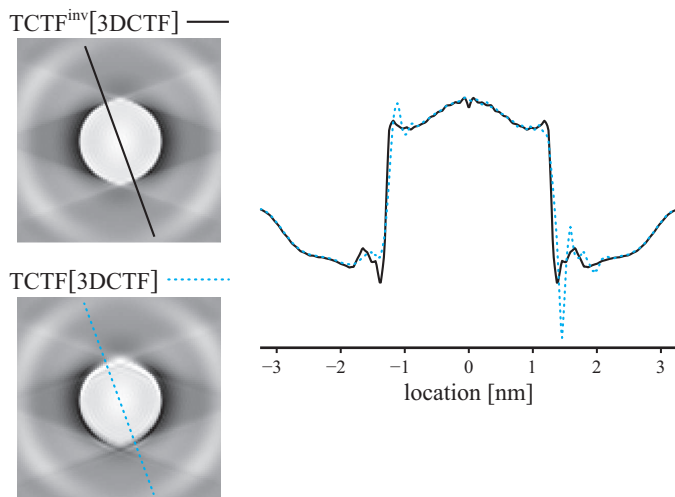 TCTF^inv[3DCTF]
TCTF[3DCTF]
−3 −2 −1 0 1 2 3
location [nm]